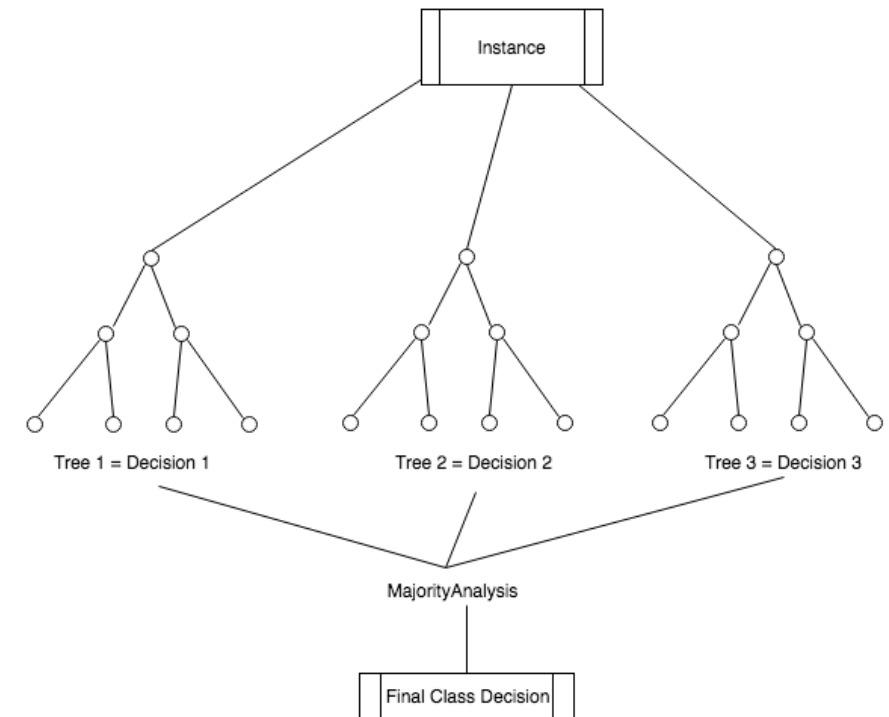 Instance
Tree 1 = Decision 1
Tree 2 = Decision 2
Tree 3 = Decision 3
MajorityAnalysis
Final Class Decision